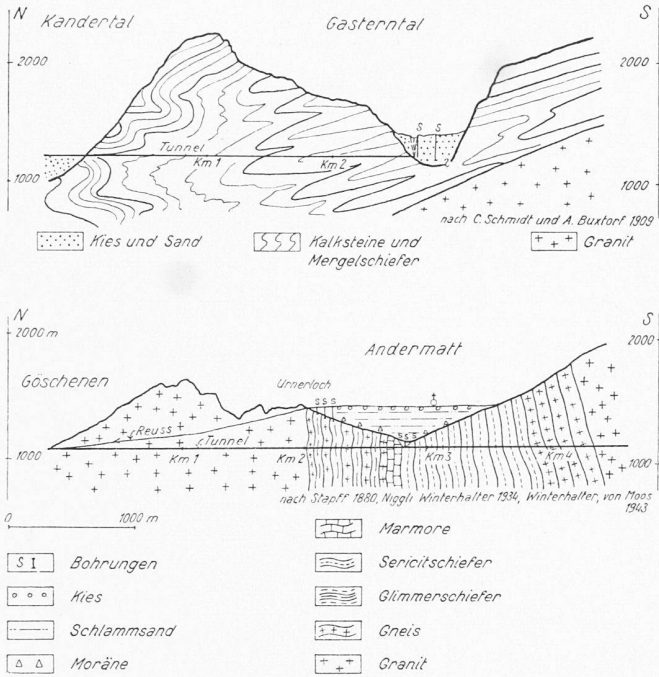 N Kandertal Gasterntal S
2000 2000
S S
Tunnel
Km 1 Km 2 ?
1000 1000
nach C. Schmidt und A. Buxtorf 1909
Kies und Sand Kalksteine und Mergelschiefer Granit
N S
2000 m 2000
Andermatt
Göschenen Urnerloch
S S S
Reuss
Tunnel S S S
1000 Km 1 Km 2 Km 3 Km 4 1000
nach Stapff 1880, Niggli Winterhalter 1934, Winterhalter, von Moos
1943
0 1000 m
Marmore
S I Bohrungen Sericitschiefer
Kies Glimmerschiefer
Schlammsand Gneis
Moräne Granit